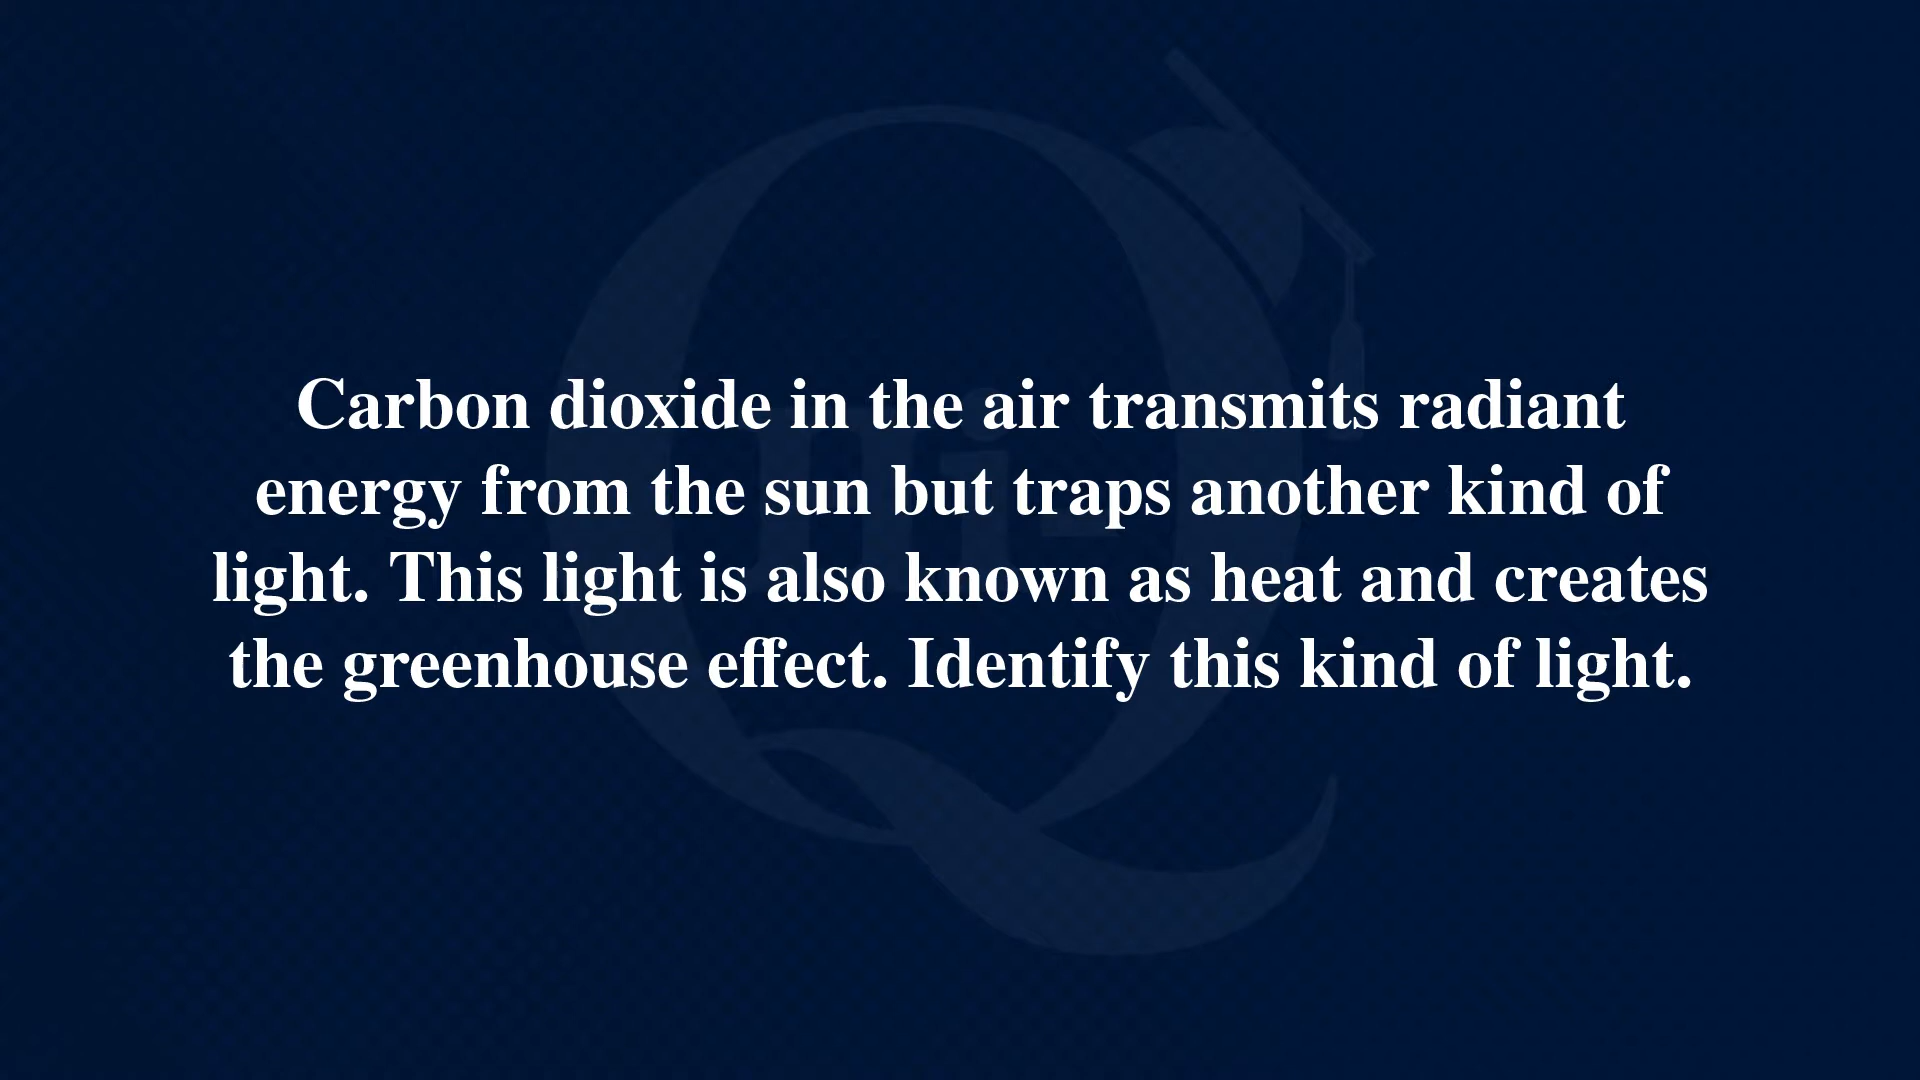 Carbon dioxide in the air transmits radiant
energy from the sun but traps another kind of
light. This light is also known as heat and creates
the greenhouse effect. Identify this kind of light.